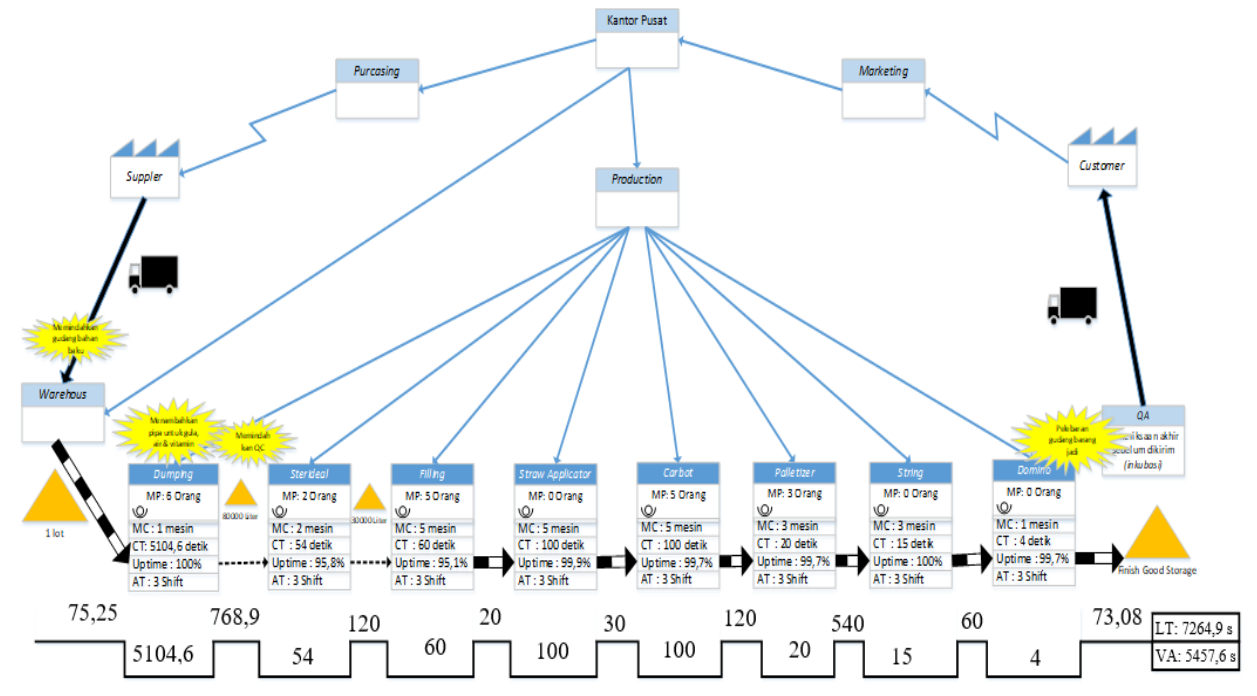 Kantor Pusat
Purcasing
Marketing
Suppler
Customer
Production
Memindahkan
gudang bahan
baku
Warehous
Menambahkan
pipa untuk gula,
air & vitamin
Memindah
kan QC
Pelebaran
gudang barang
jadi
QA
akhir
dikirim
(inkubasi)
1 lot
Dumping
MP: 6 Orang
MC : 1 mesin
CT: 5104,6 detik
Uptime : 100%
AT : 3 Shift
80000 Liter
Sterideal
MP: 2 Orang
MC : 2 mesin
CT : 54 detik
Uptime : 95,8%
AT : 3 Shift
30000 Liter
Filling
MP: 5 Orang
MC : 5 mesin
CT : 60 detik
Uptime : 95,1%
AT : 3 Shift
Straw Applicator
MP: 0 Orang
MC : 5 mesin
CT : 100 detik
Uptime : 99,9%
AT : 3 Shift
Carbot
MP: 5 Orang
MC : 5 mesin
CT : 100 detik
Uptime : 99,7%
AT : 3 Shift
Palletizer
MP: 3 Orang
MC : 3 mesin
CT : 20 detik
Uptime : 99,7%
AT : 3 Shift
String
MP: 0 Orang
MC : 3 mesin
CT : 15 detik
Uptime : 100%
AT : 3 Shift
Domino
MP: 0 Orang
MC : 1 mesin
CT : 4 detik
Uptime : 99,7%
AT : 3 Shift
Finish Good Storage
75,25 768,9 120 20 30 120 540 60 73,08
5104,6 54 60 100 100 20 15 4
LT: 7264,9 s
VA: 5457,6 s